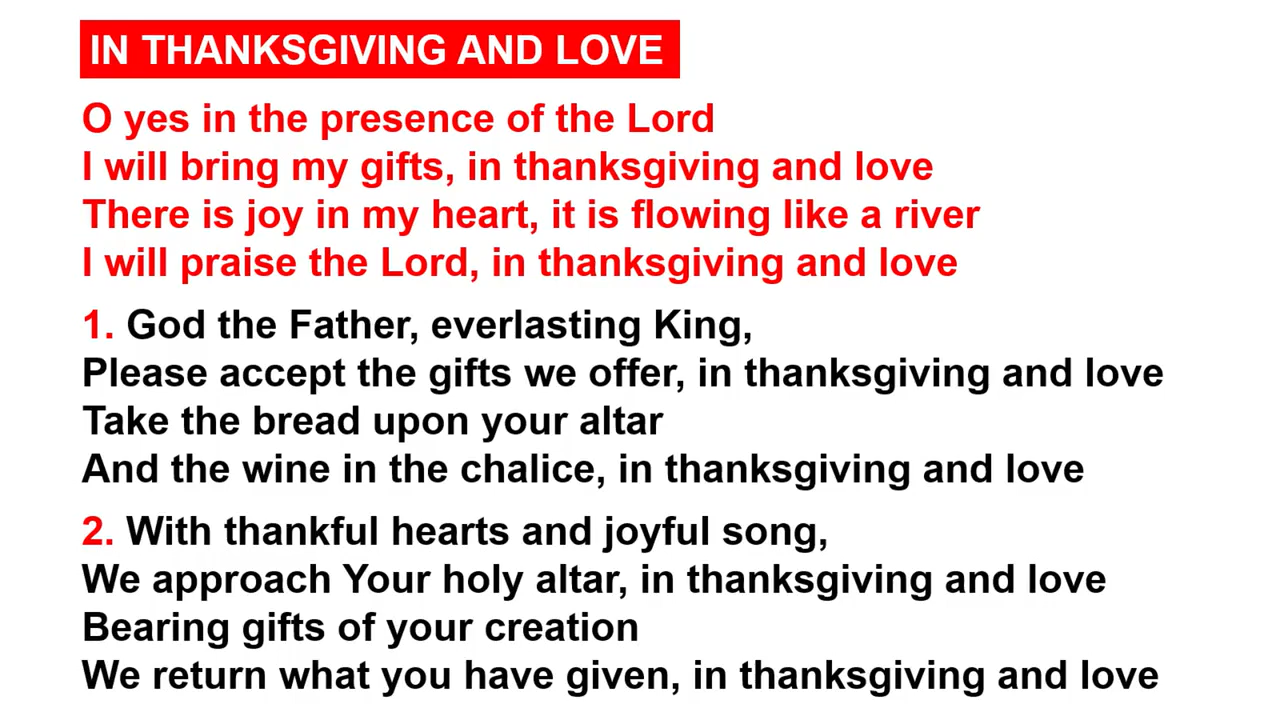 IN THANKSGIVING AND LOVE
O yes in the presence of the Lord
I will bring my gifts, in thanksgiving and love
There is joy in my heart, it is flowing like a river
I will praise the Lord, in thanksgiving and love
1. God the Father, everlasting King,
Please accept the gifts we offer, in thanksgiving and love
Take the bread upon your altar
And the wine in the chalice, in thanksgiving and love
2. With thankful hearts and joyful song,
We approach Your holy altar, in thanksgiving and love
Bearing gifts of your creation
We return what you have given, in thanksgiving and love